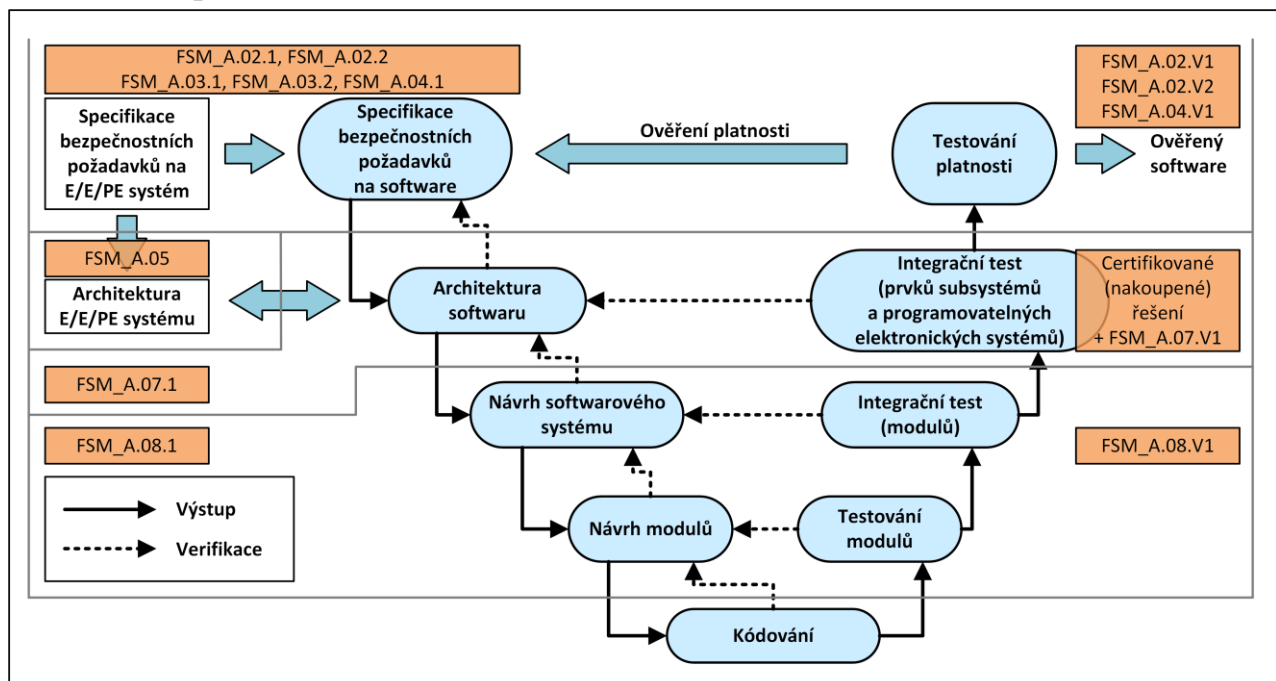 FSM_A.02.1, FSM_A.02.2
FSM_A.03.1, FSM_A.03.2, FSM_A.04.1
Specifikace
bezpečnostních
požadavků na
E/E/PE systém
Specifikace
bezpečnostních
požadavků
na software
Ověření platnosti
Testování
platnosti
FSM_A.02.V1
FSM_A.02.V2
FSM_A.04.V1
Ověřený
software
FSM_A.05
Architektura
E/E/PE systému
Architektura
softwaru
Integrační test
(prvků subsystémů
a programovatelných
elektronických systémů)
Certifikované
(nakoupené)
řešení
+ FSM_A.07.V1
FSM_A.07.1
Návrh softwarového
systému
Integrační test
(modulů)
FSM_A.08.1
FSM_A.08.V1
Výstup
Verifikace
Návrh modulů
Testování
modulů
Kódování